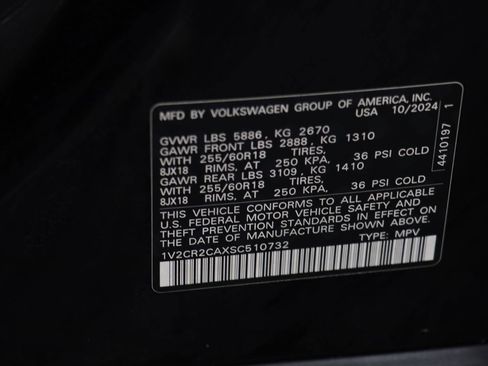 MFD BY VOLKSWAGEN GROUP OF AMERICA, INC.
USA 10/2024
GVWR LBS 5886, KG 2670
GAWR FRONT LBS 2888, KG 1310
WITH 255/60R18 TIRES,
8JX18 RIMS, AT 250 KPA, 36 PSI COLD
GAWR REAR LBS 3109, KG 1410
WITH 255/60R18 TIRES,
8JX18 RIMS, AT 250 KPA, 36 PSI COLD
THIS VEHICLE CONFORMS TO ALL APPLICABLE
U.S. FEDERAL MOTOR VEHICLE SAFETY AND
THEFT PREVENTION STANDARDS IN EFFECT ON
THE DATE OF MANUFACTURE SHOWN ABOVE.
1V2CR2CAXSC510732 TYPE: MPV
4410197 1